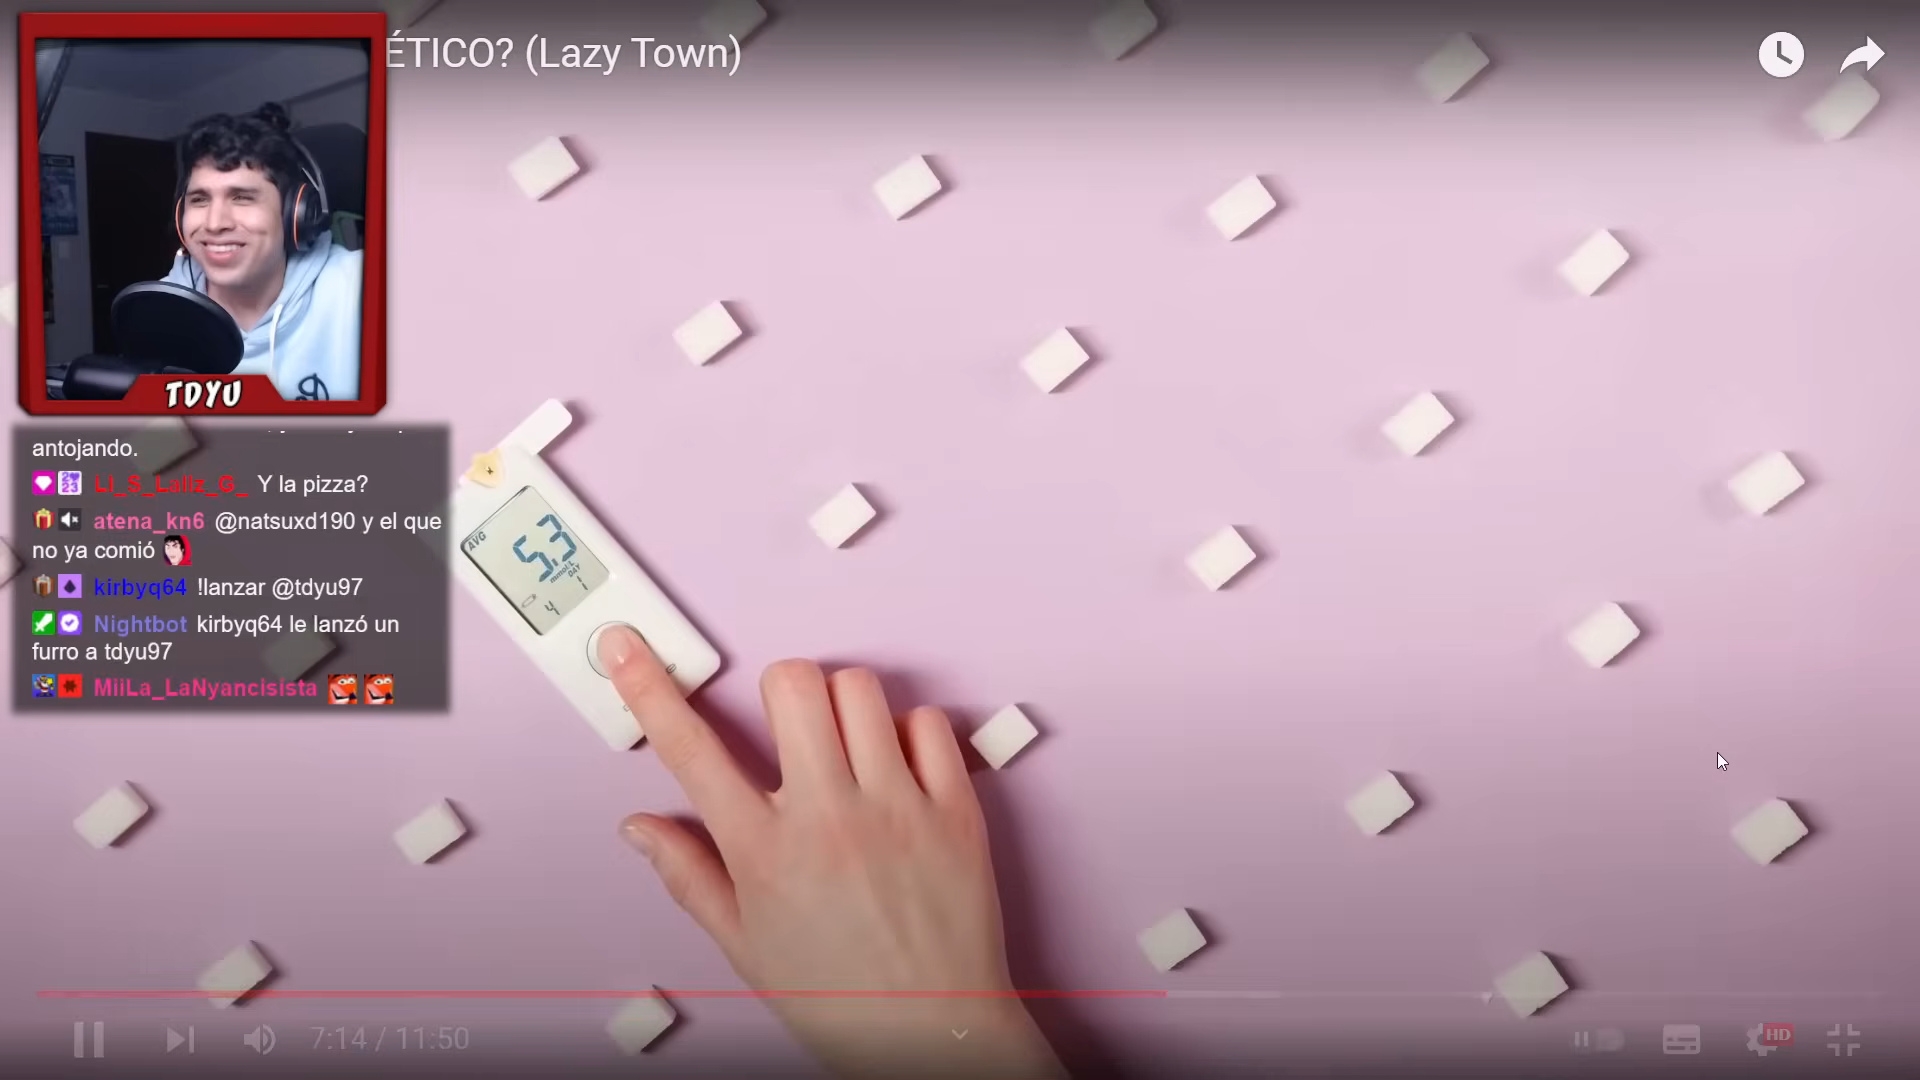 ÉTICO? (Lazy Town)
TDYU
antojando.
Y la pizza?
atena_kn6 @natsuxd190 y el que
no ya comió
kirbyq64 !lanzar @tdyu97
Nightbot kirbyq64 le lanzó un
furro a tdyu97
MiiLa_LaNyancisista
AVG
5.3
mmol/L
DAY
4 1
7:14 / 11:50
HD